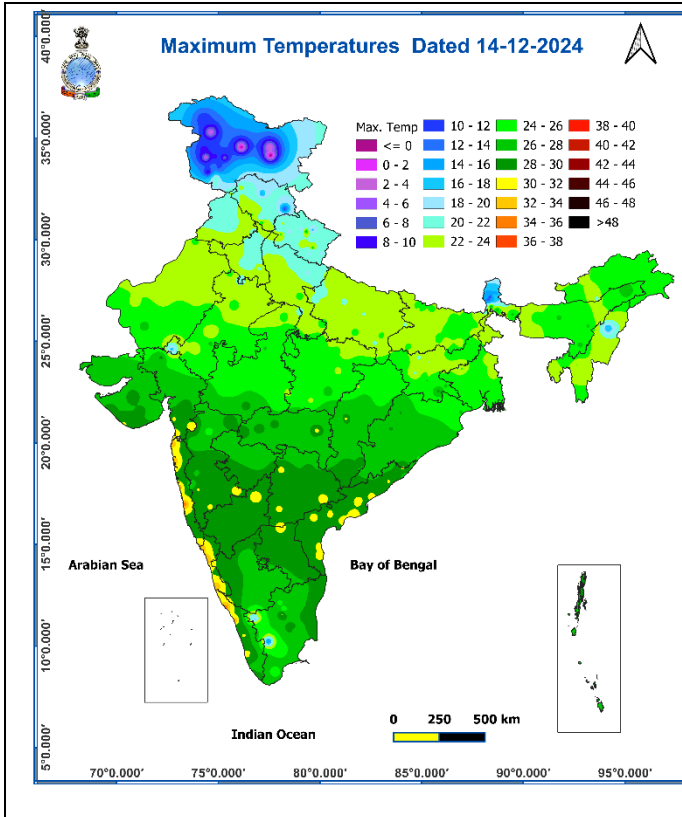 Maximum Temperatures Dated 14-12-2024
Max. Temp
<= 0
0 - 2
2 - 4
4 - 6
6 - 8
8 - 10
10 - 12
12 - 14
14 - 16
16 - 18
18 - 20
20 - 22
22 - 24
24 - 26
26 - 28
28 - 30
30 - 32
32 - 34
34 - 36
36 - 38
38 - 40
40 - 42
42 - 44
44 - 46
46 - 48
>48
40°0.000'
35°0.000'
30°0.000'
25°0.000'
20°0.000'
15°0.000'
10°0.000'
5°0.000'
Arabian Sea
Bay of Bengal
Indian Ocean
0 250 500 km
70°0.000' 75°0.000' 80°0.000' 85°0.000' 90°0.000' 95°0.000'